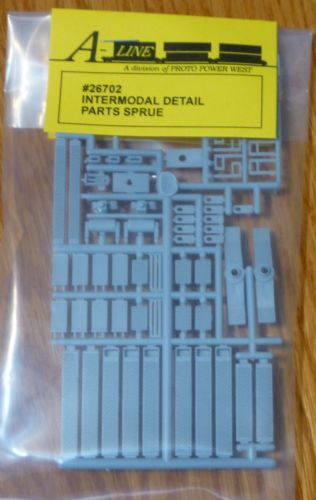 A-LINE
A division of PROTO POWER WEST
#26702
INTERMODAL DETAIL
PARTS SPRUE